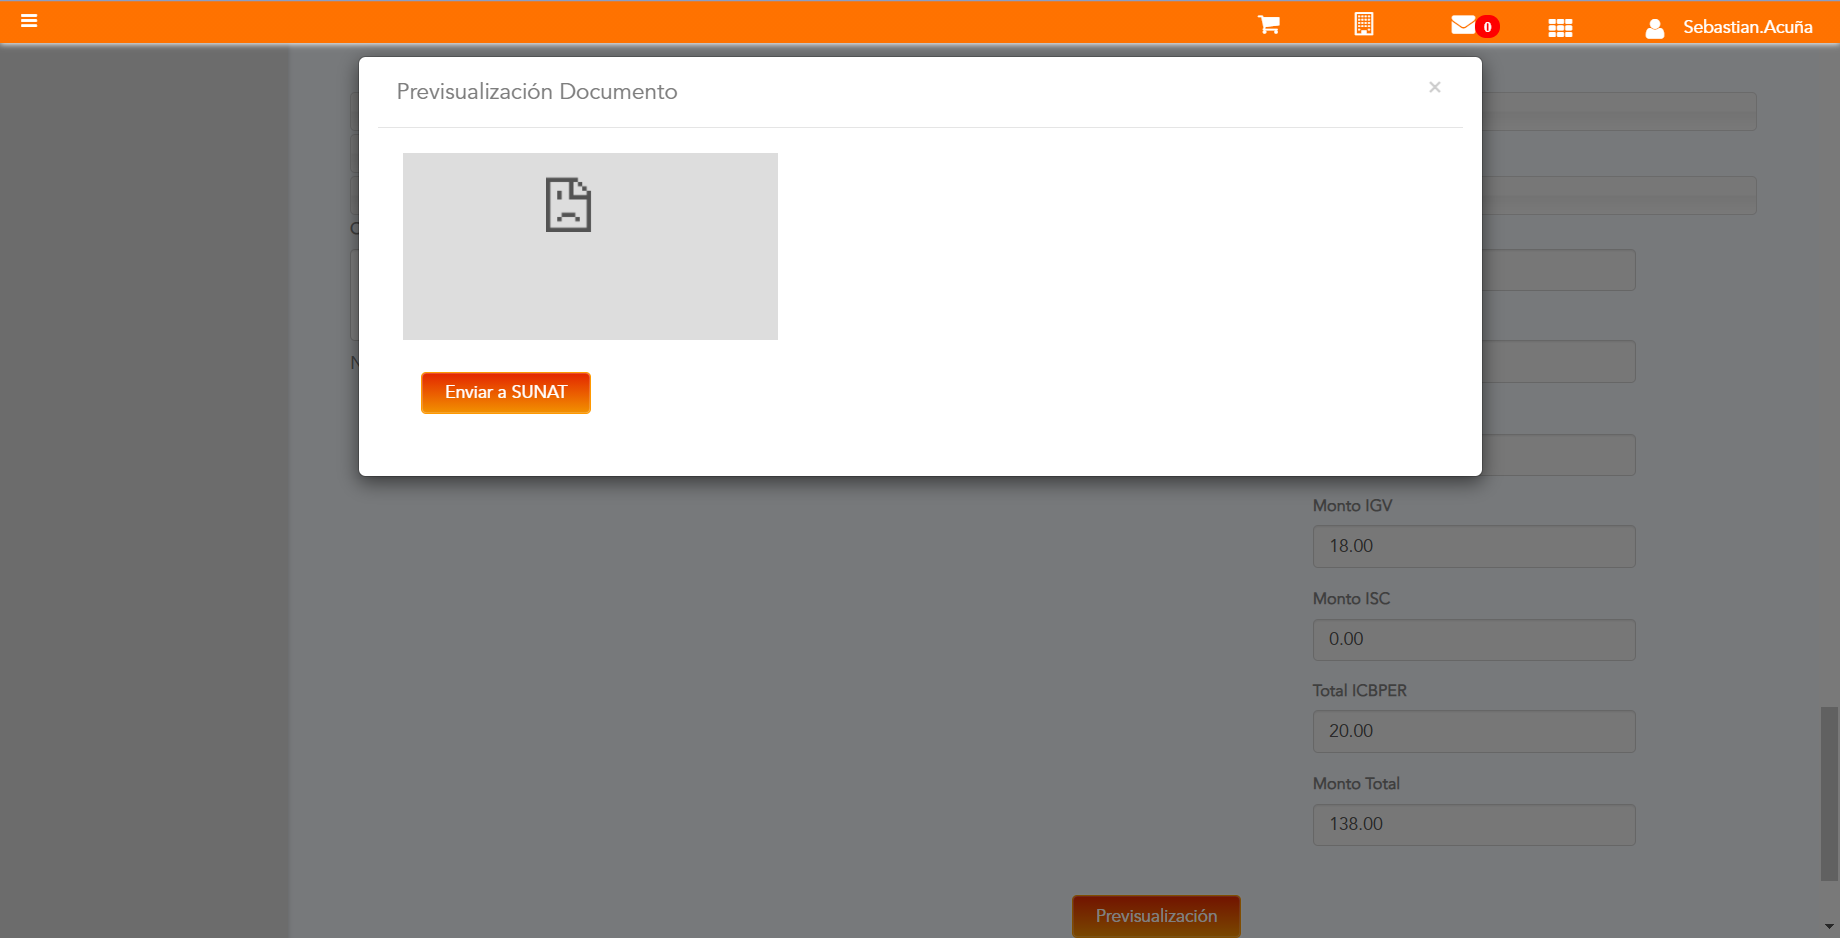 0
Sebastian.Acuña
Previsualización Documento
×
Enviar a SUNAT
Monto IGV
18.00
Monto ISC
0.00
Total ICBPER
20.00
Monto Total
138.00
Previsualización